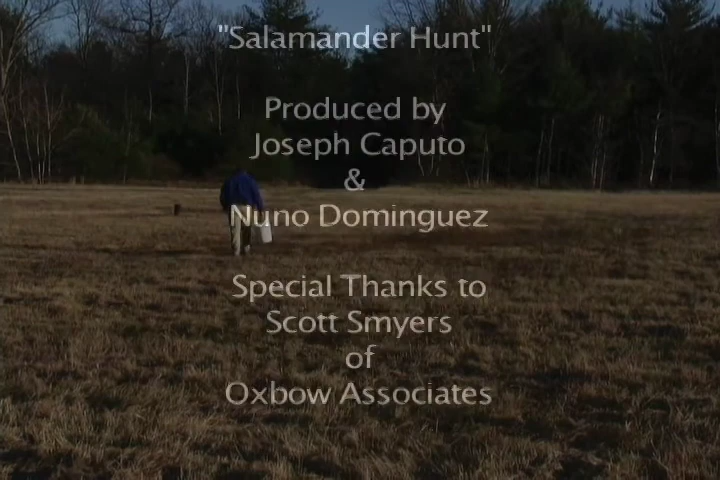 "Salamander Hunt"
Produced by
Joseph Caputo
&
Nuno Dominguez
Special Thanks to
Scott Smyers
of
Oxbow Associates